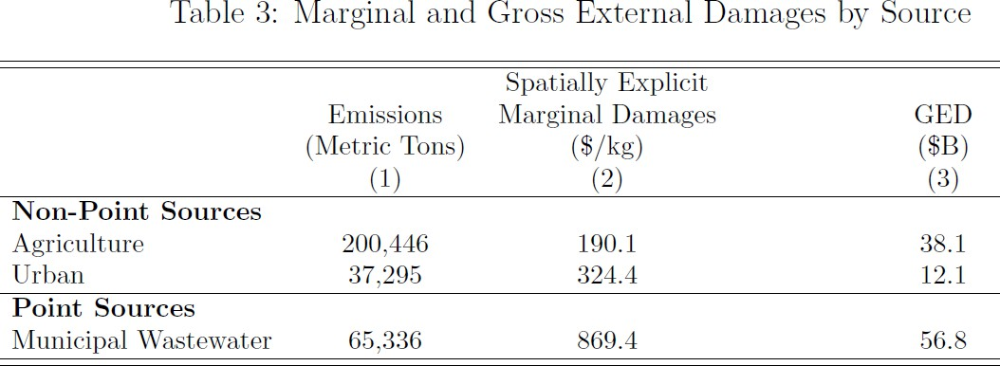 Table 3: Marginal and Gross External Damages by Source
Spatially Explicit
Emissions Marginal Damages GED
(Metric Tons) ($/kg) ($B)
(1) (2) (3)
Non-Point Sources
Agriculture 200,446 190.1 38.1
Urban 37,295 324.4 12.1
Point Sources
Municipal Wastewater 65,336 869.4 56.8